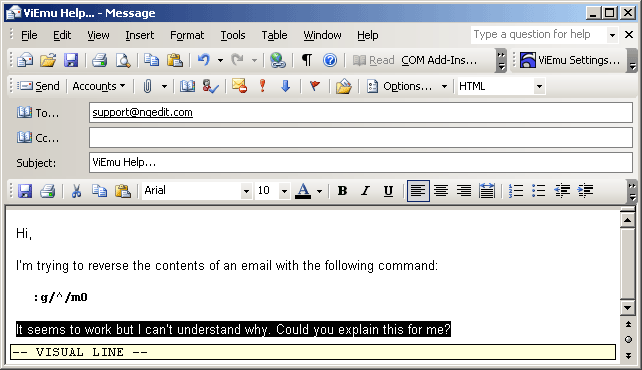 ViEmu Help... - Message
File Edit View Insert Format Tools Table Window Help Type a question for help
Read COM Add-Ins... ViEmu Settings...
Send Accounts Options... HTML
To... support@ngedit.com
Cc...
Subject: ViEmu Help...
Arial 10 A B I U
Hi,
I'm trying to reverse the contents of an email with the following command:
:g/^/m0
It seems to work but I can't understand why. Could you explain this for me?
-- VISUAL LINE --